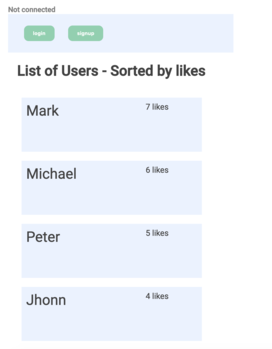 Not connected
login signup
List of Users - Sorted by likes
Mark 7 likes
Michael 6 likes
Peter 5 likes
Jhonn 4 likes